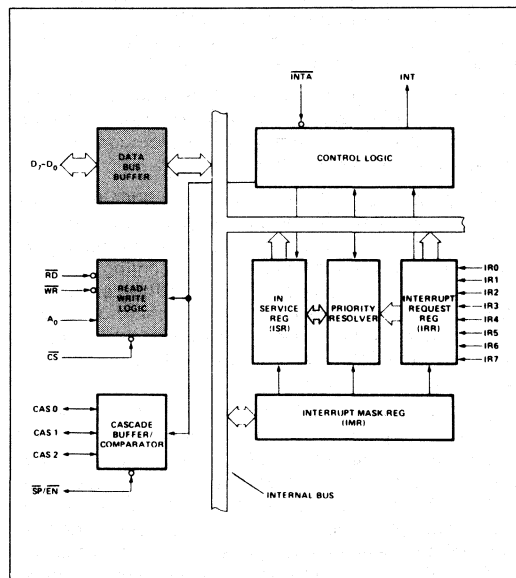 INTA
INT
D7-D0
DATA
BUS
BUFFER
CONTROL LOGIC
RD
WR
A0
CS
READ/
WRITE
LOGIC
IN
SERVICE
REG
(ISR)
PRIORITY
RESOLVER
INTERRUPT
REQUEST
REG
(IRR)
IR0
IR1
IR2
IR3
IR4
IR5
IR6
IR7
CAS 0
CAS 1
CAS 2
CASCADE
BUFFER/
COMPARATOR
INTERRUPT MASK REG
(IMR)
SP/EN
INTERNAL BUS